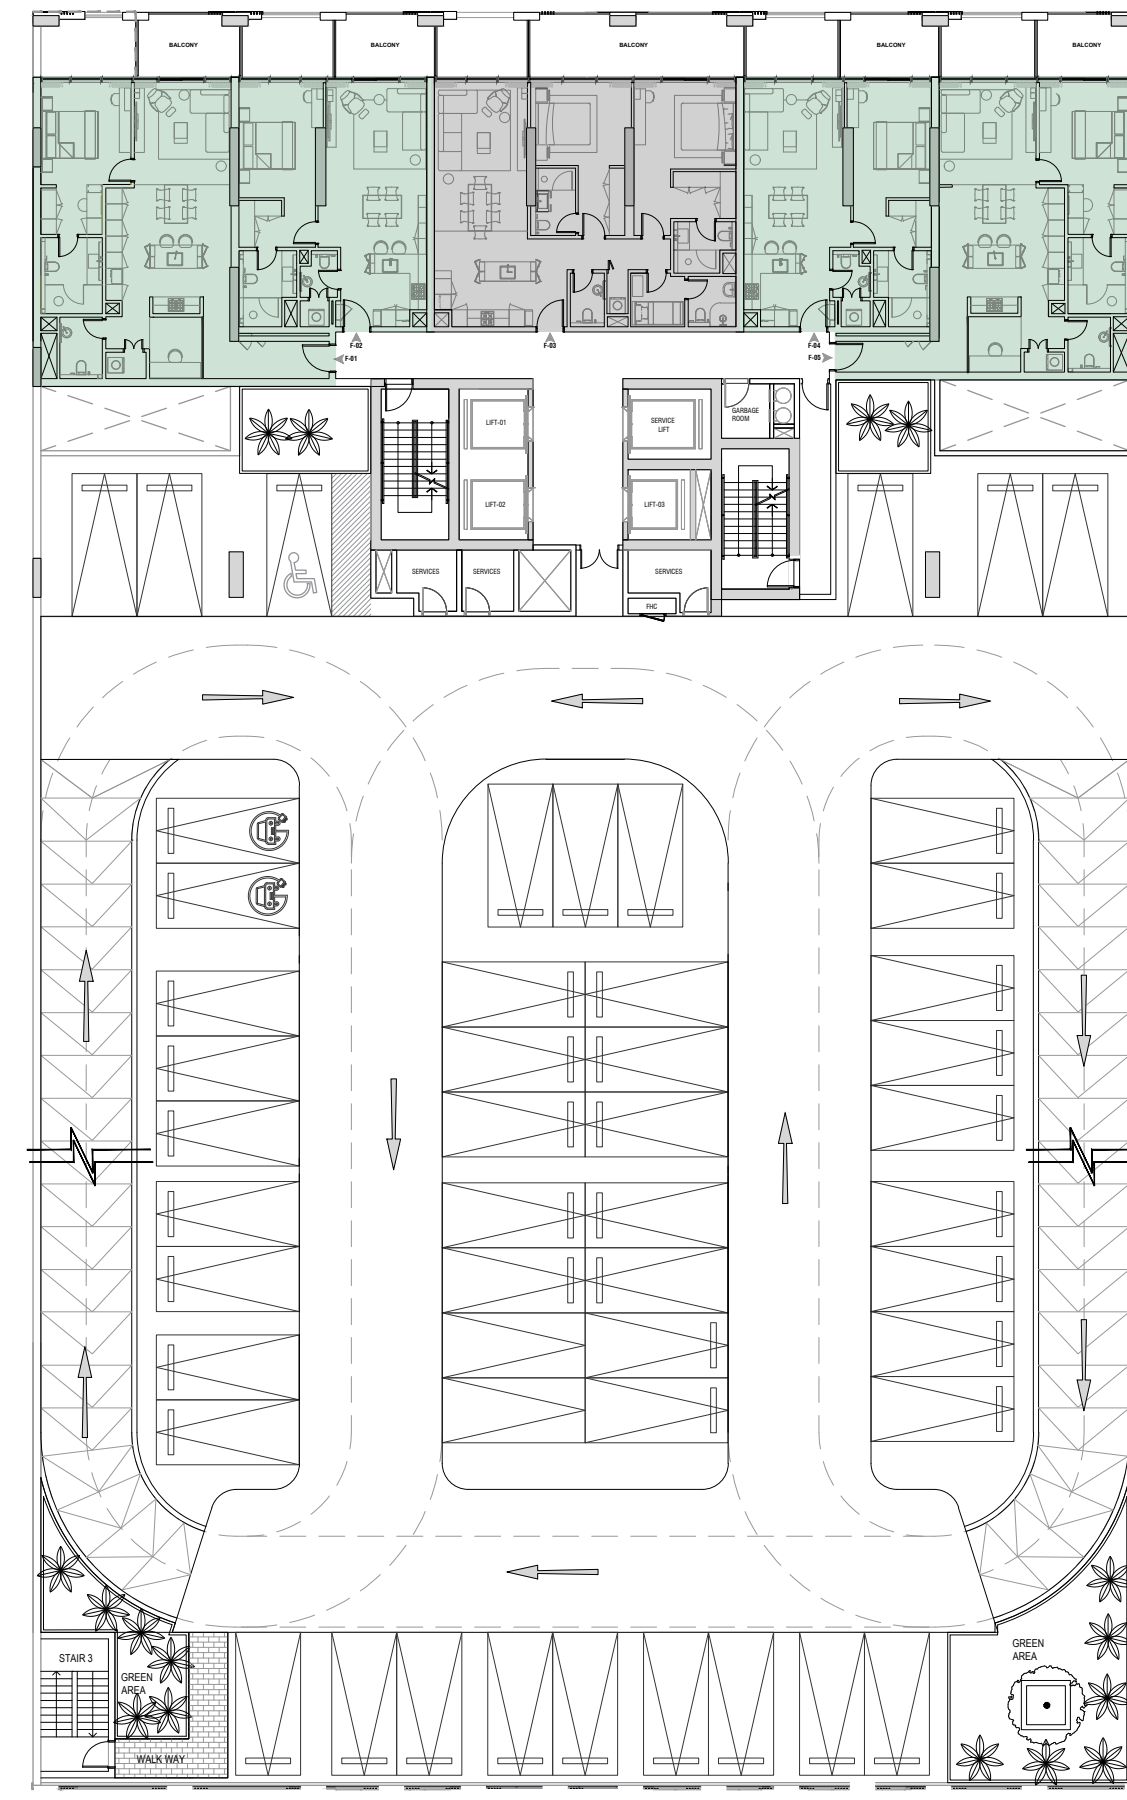 BALCONY
BALCONY
BALCONY
BALCONY
BALCONY
F-02
F-01
F-03
F-04
F-05
LIFT-01
SERVICE
LIFT
GARBAGE
ROOM
LIFT-02
LIFT-03
SERVICES
SERVICES
SERVICES
FHC
STAIR 3
GREEN
AREA
WALK WAY
GREEN
AREA